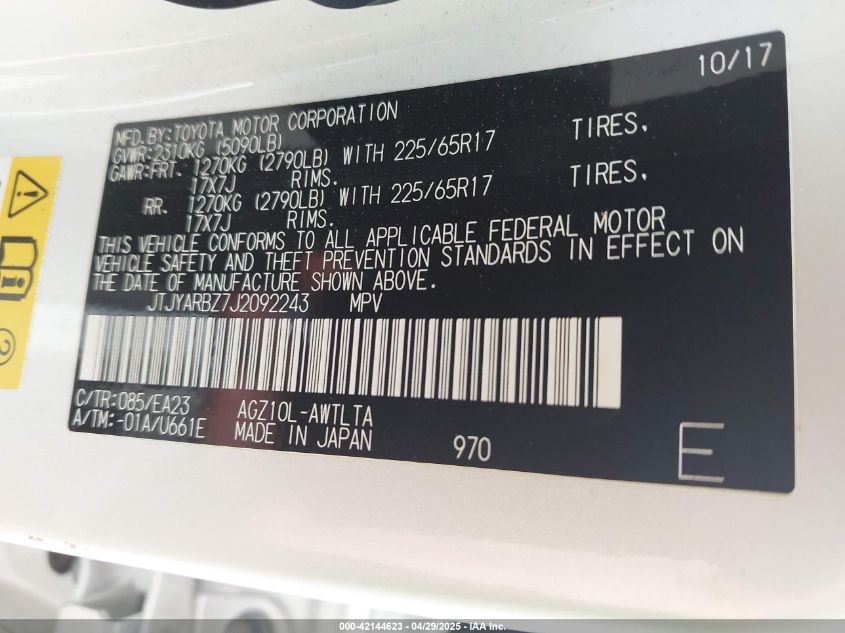 10/17
MFD.BY:TOYOTA MOTOR CORPORATION
GVWR:2310KG (5090LB)
GAWR:FRT. 1270KG (2790LB) WITH 225/65R17 TIRES,
17X7J RIMS.
RR. 1270KG (2790LB) WITH 225/65R17 TIRES,
17X7J RIMS.
THIS VEHICLE CONFORMS TO ALL APPLICABLE FEDERAL MOTOR
VEHICLE SAFETY AND THEFT PREVENTION STANDARDS IN EFFECT ON
THE DATE OF MANUFACTURE SHOWN ABOVE.
JTJYARBZ7J2092243 MPV
C/TR:085/EA23 AGZ10L-AWTLTA
A/TM:-01A/U661E MADE IN JAPAN 970
E
2
000-42144623 - 04/29/2025 - IAA Inc.